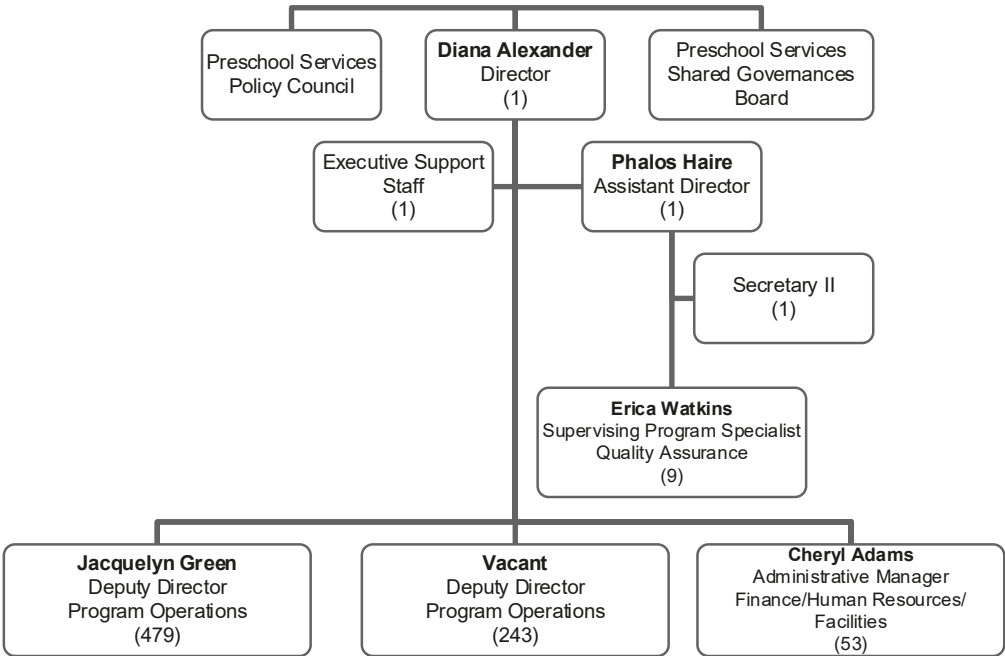 Preschool Services
Policy Council
Diana Alexander
Director
(1)
Preschool Services
Shared Governances
Board
Executive Support
Staff
(1)
Phalos Haire
Assistant Director
(1)
Secretary II
(1)
Erica Watkins
Supervising Program Specialist
Quality Assurance
(9)
Jacquelyn Green
Deputy Director
Program Operations
(479)
Vacant
Deputy Director
Program Operations
(243)
Cheryl Adams
Administrative Manager
Finance/Human Resources/
Facilities
(53)